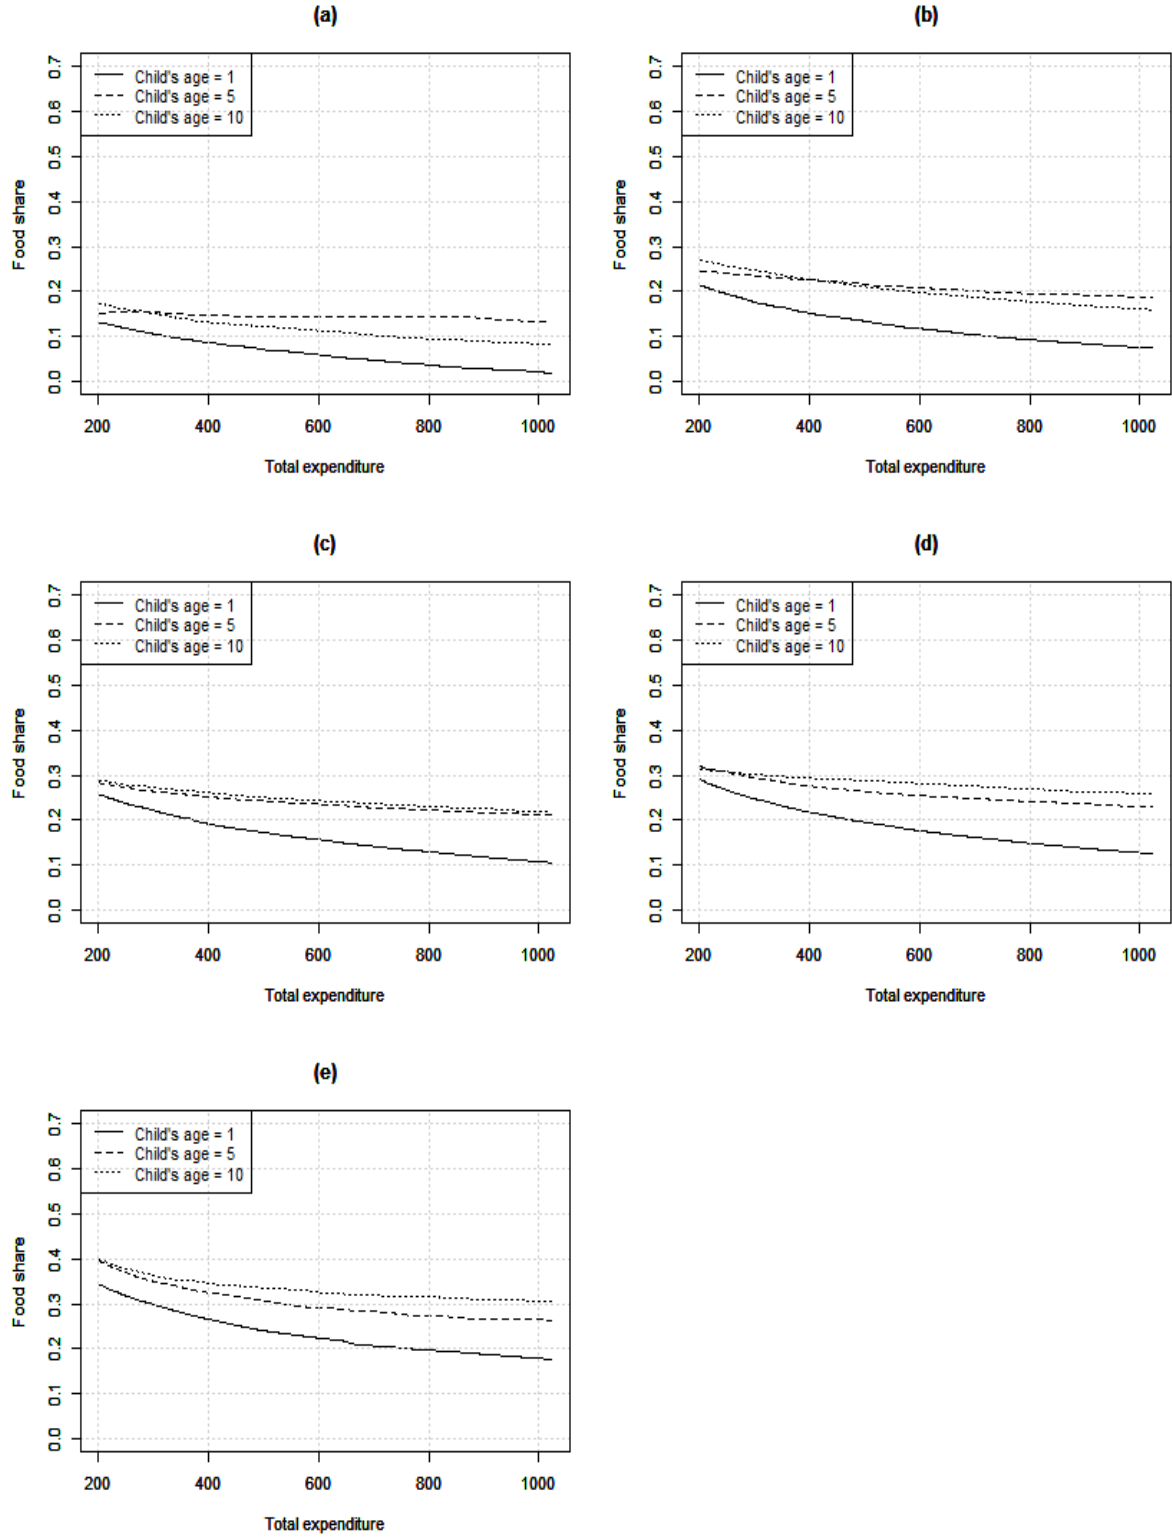 (a)
Child's age = 1
Child's age = 5
Child's age = 10
0.7
0.6
0.5
0.4
0.3
0.2
0.1
0.0
Food share
200 400 600 800 1000
Total expenditure
(b)
Child's age = 1
Child's age = 5
Child's age = 10
0.7
0.6
0.5
0.4
0.3
0.2
0.1
0.0
Food share
200 400 600 800 1000
Total expenditure
(c)
Child's age = 1
Child's age = 5
Child's age = 10
0.7
0.6
0.5
0.4
0.3
0.2
0.1
0.0
Food share
200 400 600 800 1000
Total expenditure
(d)
Child's age = 1
Child's age = 5
Child's age = 10
0.7
0.6
0.5
0.4
0.3
0.2
0.1
0.0
Food share
200 400 600 800 1000
Total expenditure
(e)
Child's age = 1
Child's age = 5
Child's age = 10
0.7
0.6
0.5
0.4
0.3
0.2
0.1
0.0
Food share
200 400 600 800 1000
Total expenditure